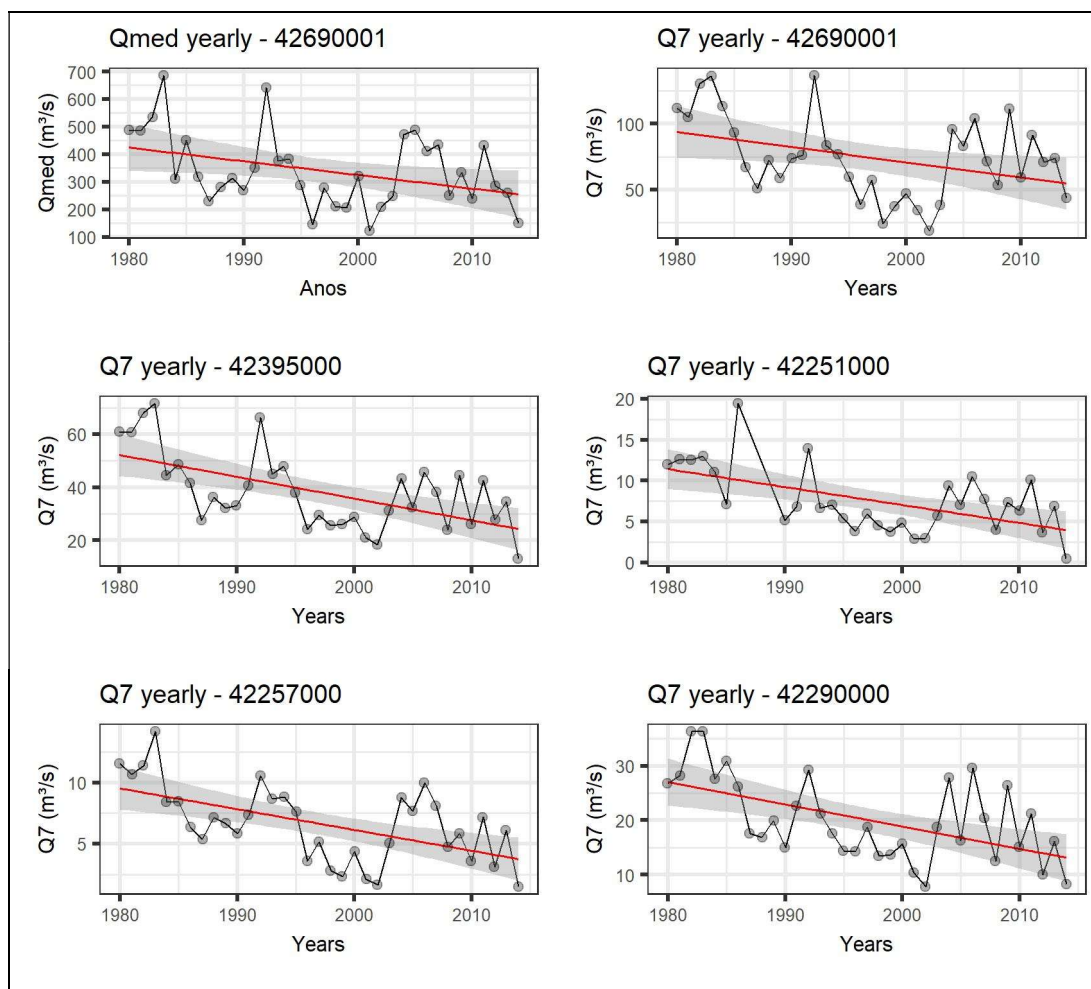 Qmed yearly - 42690001
Qmed (m³/s)
700
600
500
400
300
200
100
1980 1990 2000 2010
Anos
Q7 yearly - 42690001
Q7 (m³/s)
100
50
1980 1990 2000 2010
Years
Q7 yearly - 42395000
Q7 (m³/s)
60
40
20
1980 1990 2000 2010
Years
Q7 yearly - 42251000
Q7 (m³/s)
20
15
10
5
0
1980 1990 2000 2010
Years
Q7 yearly - 42257000
Q7 (m³/s)
10
5
1980 1990 2000 2010
Years
Q7 yearly - 42290000
Q7 (m³/s)
30
20
10
1980 1990 2000 2010
Years